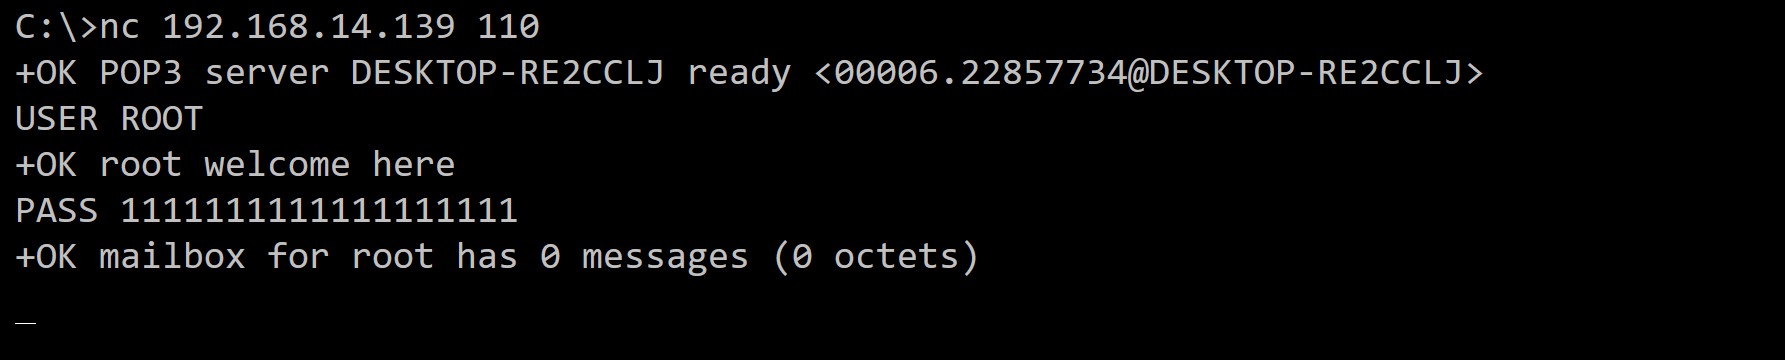 C:\>nc 192.168.14.139 110
+OK POP3 server DESKTOP-RE2CCLJ ready <00006.22857734@DESKTOP-RE2CCLJ>
USER ROOT
+OK root welcome here
PASS 1111111111111111111
+OK mailbox for root has 0 messages (0 octets)
_